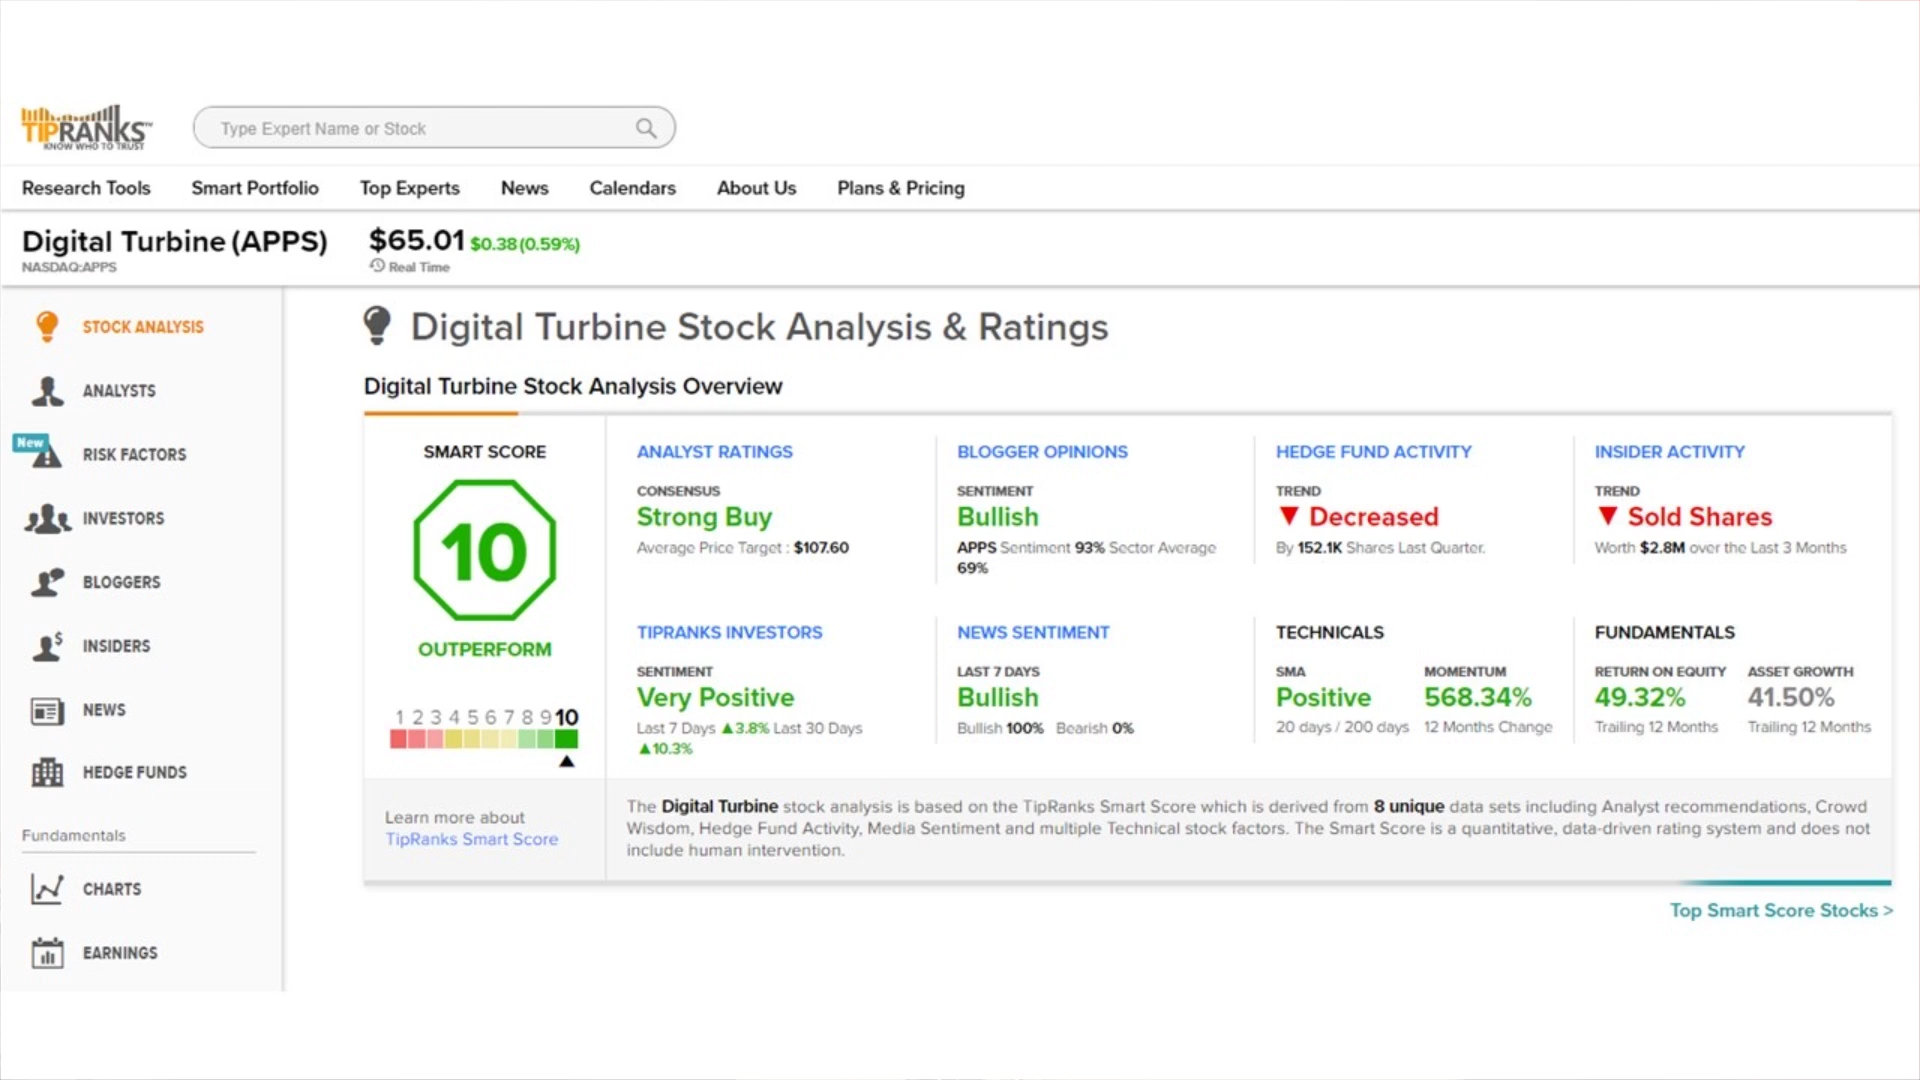 TIPRANKS™
KNOW WHO TO TRUST
Type Expert Name or Stock
Research Tools Smart Portfolio Top Experts News Calendars About Us Plans & Pricing
Digital Turbine (APPS) $65.01 $0.38 (0.59%)
NASDAQ:APPS Real Time
STOCK ANALYSIS
ANALYSTS
New
RISK FACTORS
INVESTORS
BLOGGERS
INSIDERS
NEWS
HEDGE FUNDS
Fundamentals
CHARTS
EARNINGS
Digital Turbine Stock Analysis & Ratings
Digital Turbine Stock Analysis Overview
SMART SCORE
10
OUTPERFORM
1 2 3 4 5 6 7 8 9 10
Learn more about
TipRanks Smart Score
ANALYST RATINGS
CONSENSUS
Strong Buy
Average Price Target : $107.60
BLOGGER OPINIONS
SENTIMENT
Bullish
APPS Sentiment 93% Sector Average
69%
HEDGE FUND ACTIVITY
TREND
▼ Decreased
By 152.1K Shares Last Quarter.
INSIDER ACTIVITY
TREND
▼ Sold Shares
Worth $2.8M over the Last 3 Months
TIPRANKS INVESTORS
SENTIMENT
Very Positive
Last 7 Days ▲3.8% Last 30 Days
▲10.3%
NEWS SENTIMENT
LAST 7 DAYS
Bullish
Bullish 100% Bearish 0%
TECHNICALS
SMA MOMENTUM
Positive 568.34%
20 days / 200 days 12 Months Change
FUNDAMENTALS
RETURN ON EQUITY ASSET GROWTH
49.32% 41.50%
Trailing 12 Months Trailing 12 Months
The Digital Turbine stock analysis is based on the TipRanks Smart Score which is derived from 8 unique data sets including Analyst recommendations, Crowd
Wisdom, Hedge Fund Activity, Media Sentiment and multiple Technical stock factors. The Smart Score is a quantitative, data-driven rating system and does not
include human intervention.
Top Smart Score Stocks >